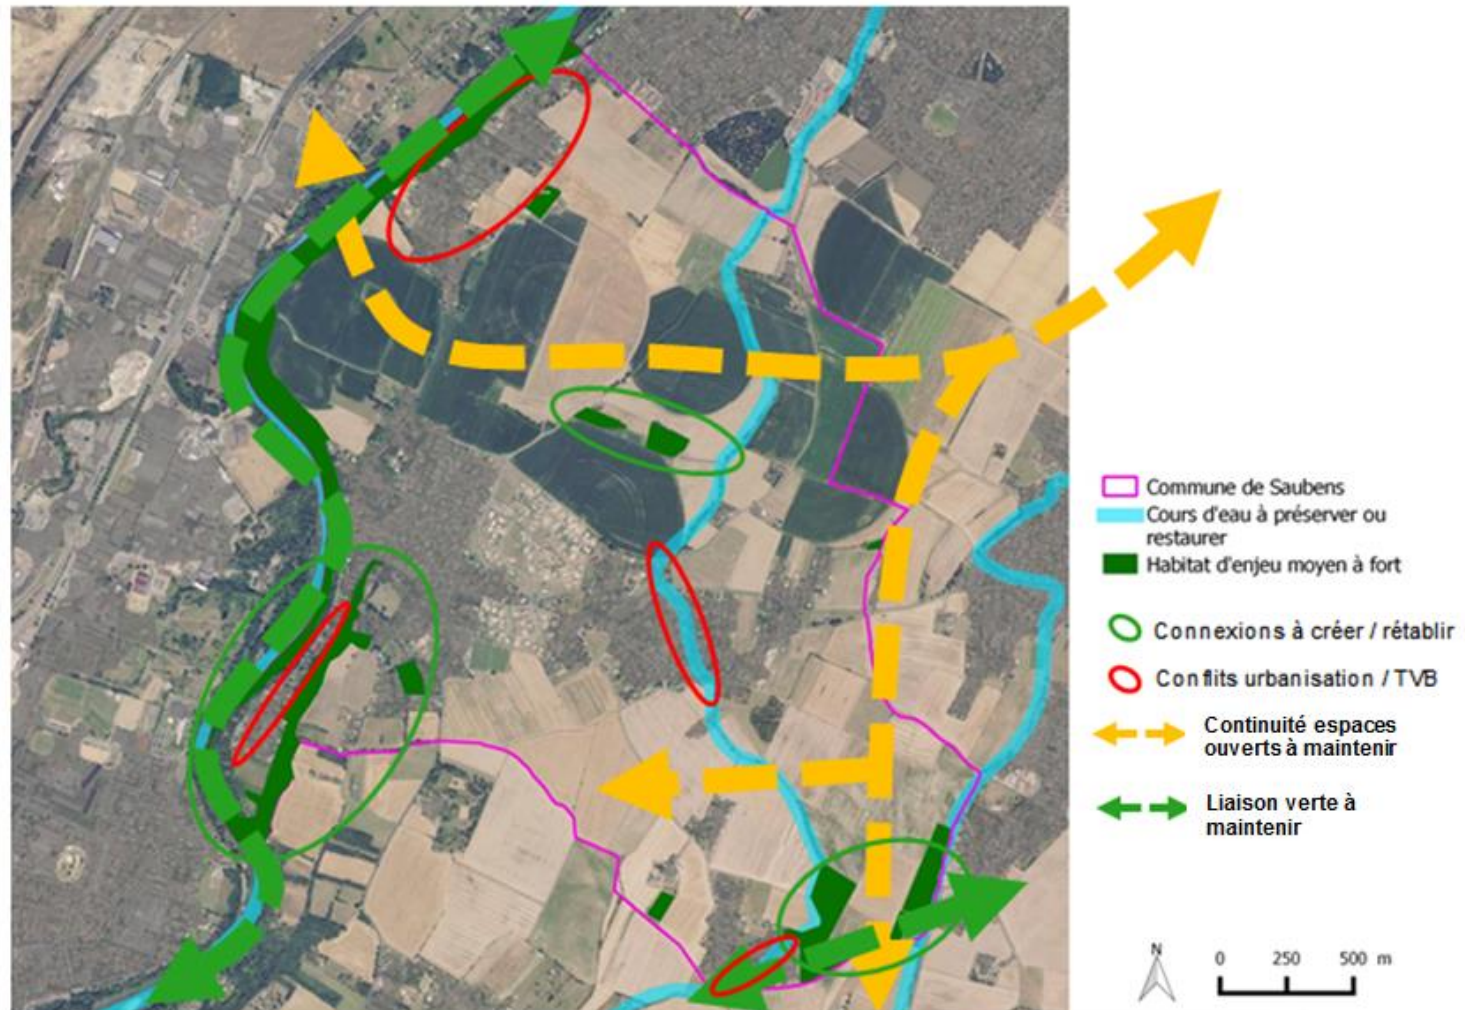 Commune de Saubens
Cours d'eau à préserver ou
restaurer
Habitat d'enjeu moyen à fort
Connexions à créer / rétablir
Conflits urbanisation / TVB
Continuité espaces
ouverts à maintenir
Liaison verte à
maintenir
N
0 250 500 m